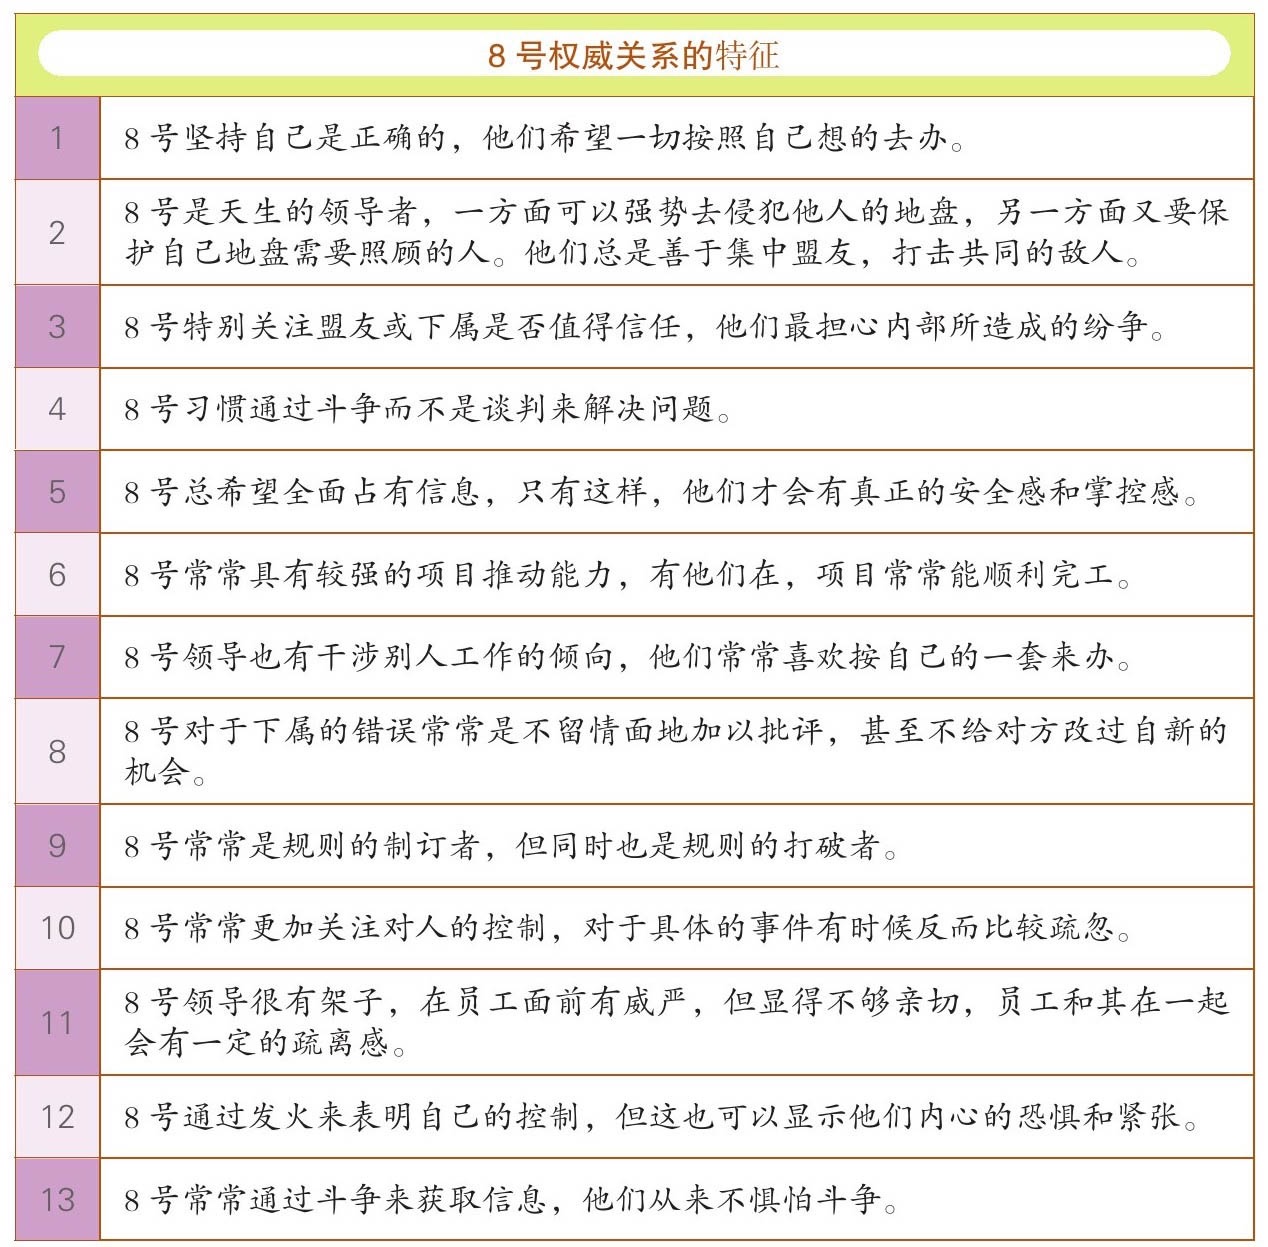 8 号权威关系的特征
1
8 号坚持自己是正确的，他们希望一切按照自己想的去办。
2
8 号是天生的领导者，一方面可以强势去侵犯他人的地盘，另一方面又要保
护自己地盘需要照顾的人。他们总是善于集中盟友，打击共同的敌人。
3
8 号特别关注盟友或下属是否值得信任，他们最担心内部所造成的纷争。
4
8 号习惯通过斗争而不是谈判来解决问题。
5
8 号总希望全面占有信息，只有这样，他们才会有真正的安全感和掌控感。
6
8 号常常具有较强的项目推动能力，有他们在，项目常常能顺利完工。
7
8 号领导也有干涉别人工作的倾向，他们常常喜欢按自己的一套来办。
8
8 号对于下属的错误常常是不留情面地加以批评，甚至不给对方改过自新的
机会。
9
8 号常常是规则的制订者，但同时也是规则的打破者。
10
8 号常常更加关注对人的控制，对于具体的事件有时候反而比较疏忽。
11
8 号领导很有架子，在员工面前有威严，但显得不够亲切，员工和其在一起
会有一定的疏离感。
12
8 号通过发火来表明自己的控制，但这也可以显示他们内心的恐惧和紧张。
13
8 号常常通过斗争来获取信息，他们从来不惧怕斗争。